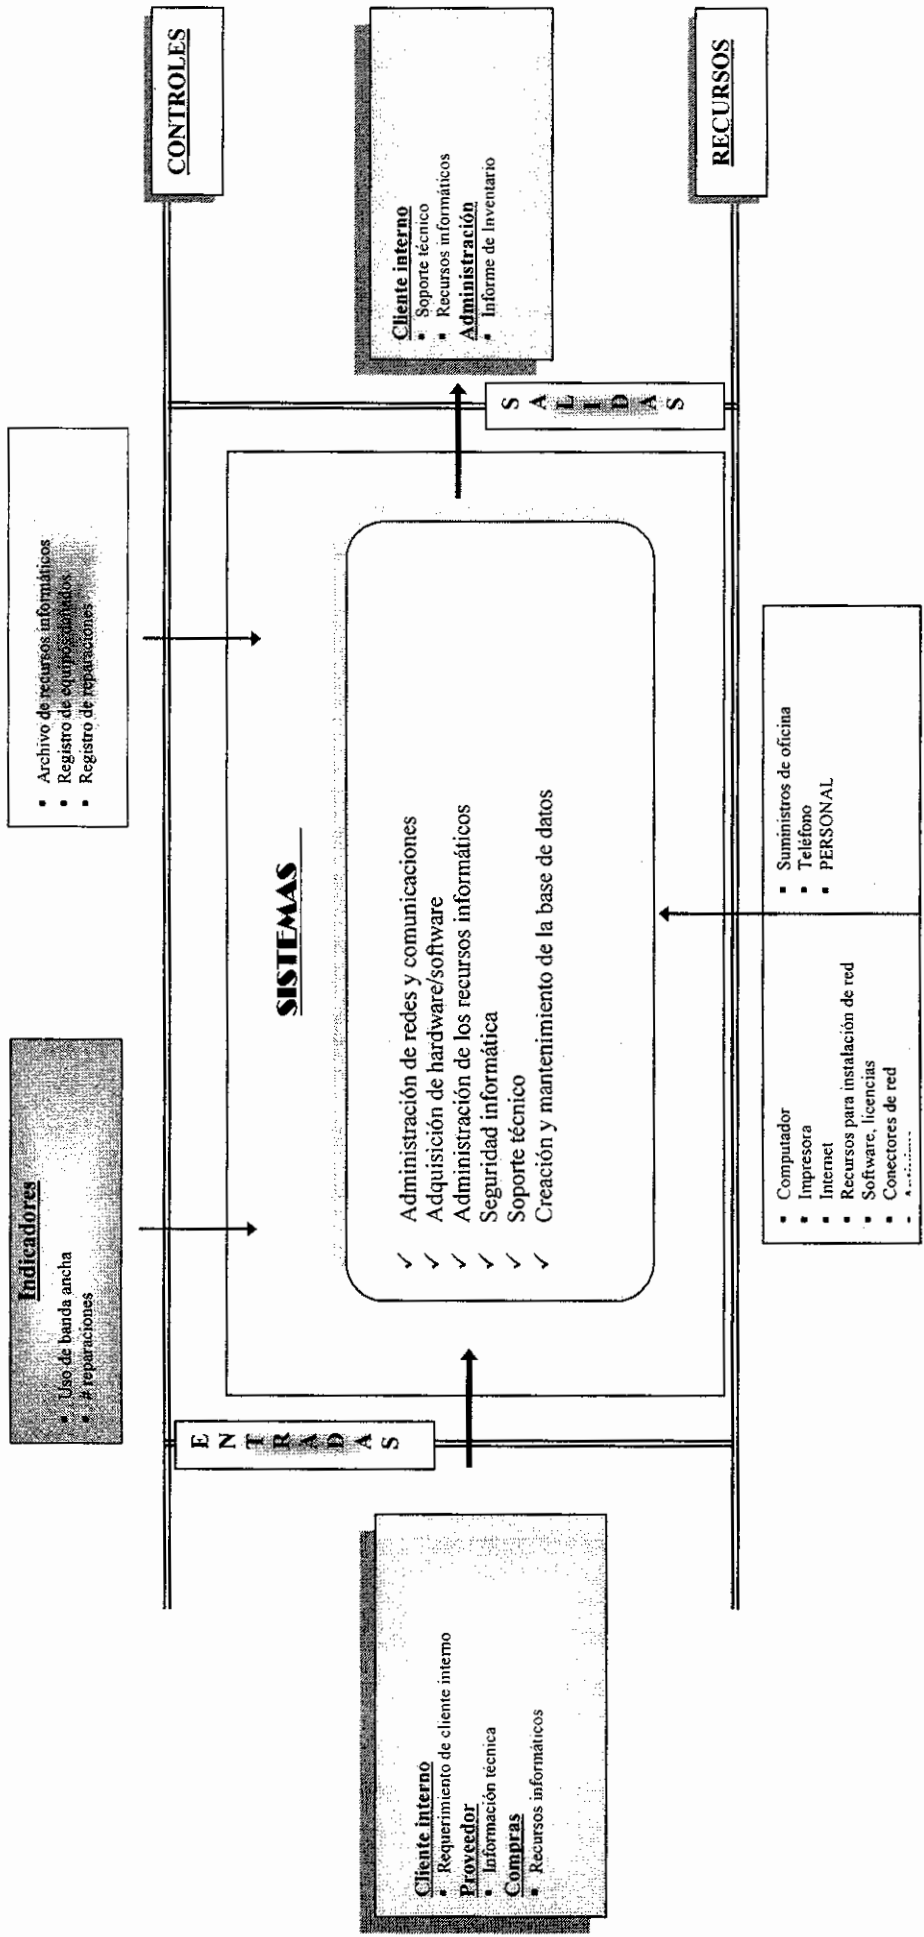 Indicadores
▪ Uso de banda ancha
▪ # reparaciones
▪ Archivo de recursos informáticos
▪ Registro de equipos dañados
▪ Registro de reparaciones
CONTROLES
ENTRADAS
Cliente interno
▪ Requerimiento de cliente interno
Proveedor
▪ Información técnica
Compras
▪ Recursos informáticos
SISTEMAS
✓ Administración de redes y comunicaciones
✓ Adquisición de hardware/software
✓ Administración de los recursos informáticos
✓ Seguridad informática
✓ Soporte técnico
✓ Creación y mantenimiento de la base de datos
SALIDAS
Cliente interno
▪ Soporte técnico
▪ Recursos informáticos
Administración
▪ Informe de Inventario
RECURSOS
▪ Computador
▪ Impresora
▪ Internet
▪ Recursos para instalación de red
▪ Software, licencias
▪ Conectores de red
▪ Suministros de oficina
▪ Teléfono
▪ PERSONAL